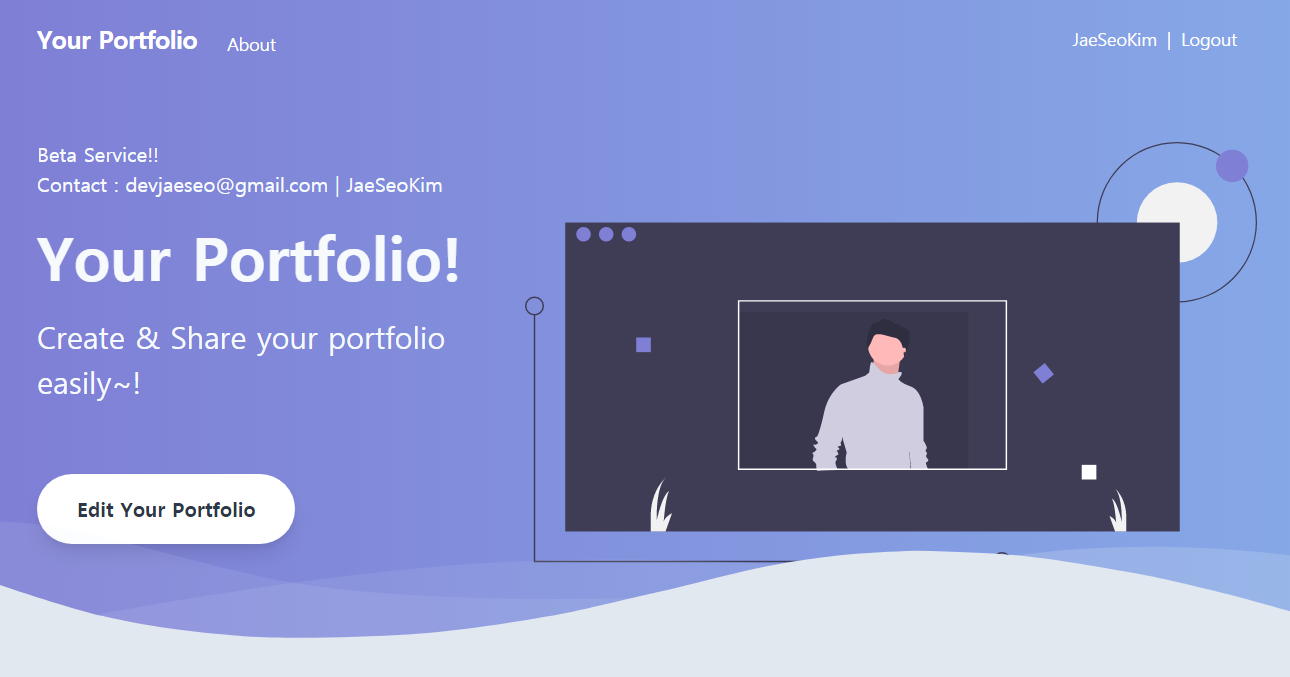 Your Portfolio About JaeSeoKim | Logout
Beta Service!!
Contact : devjaeseo@gmail.com | JaeSeoKim
Your Portfolio!
Create & Share your portfolio
easily~!
Edit Your Portfolio